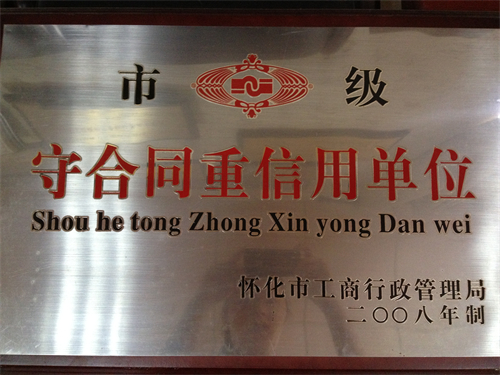 市 级
守合同重信用单位
Shou he tong Zhong Xin yong Dan wei
怀化市工商行政管理局
二〇〇八年制